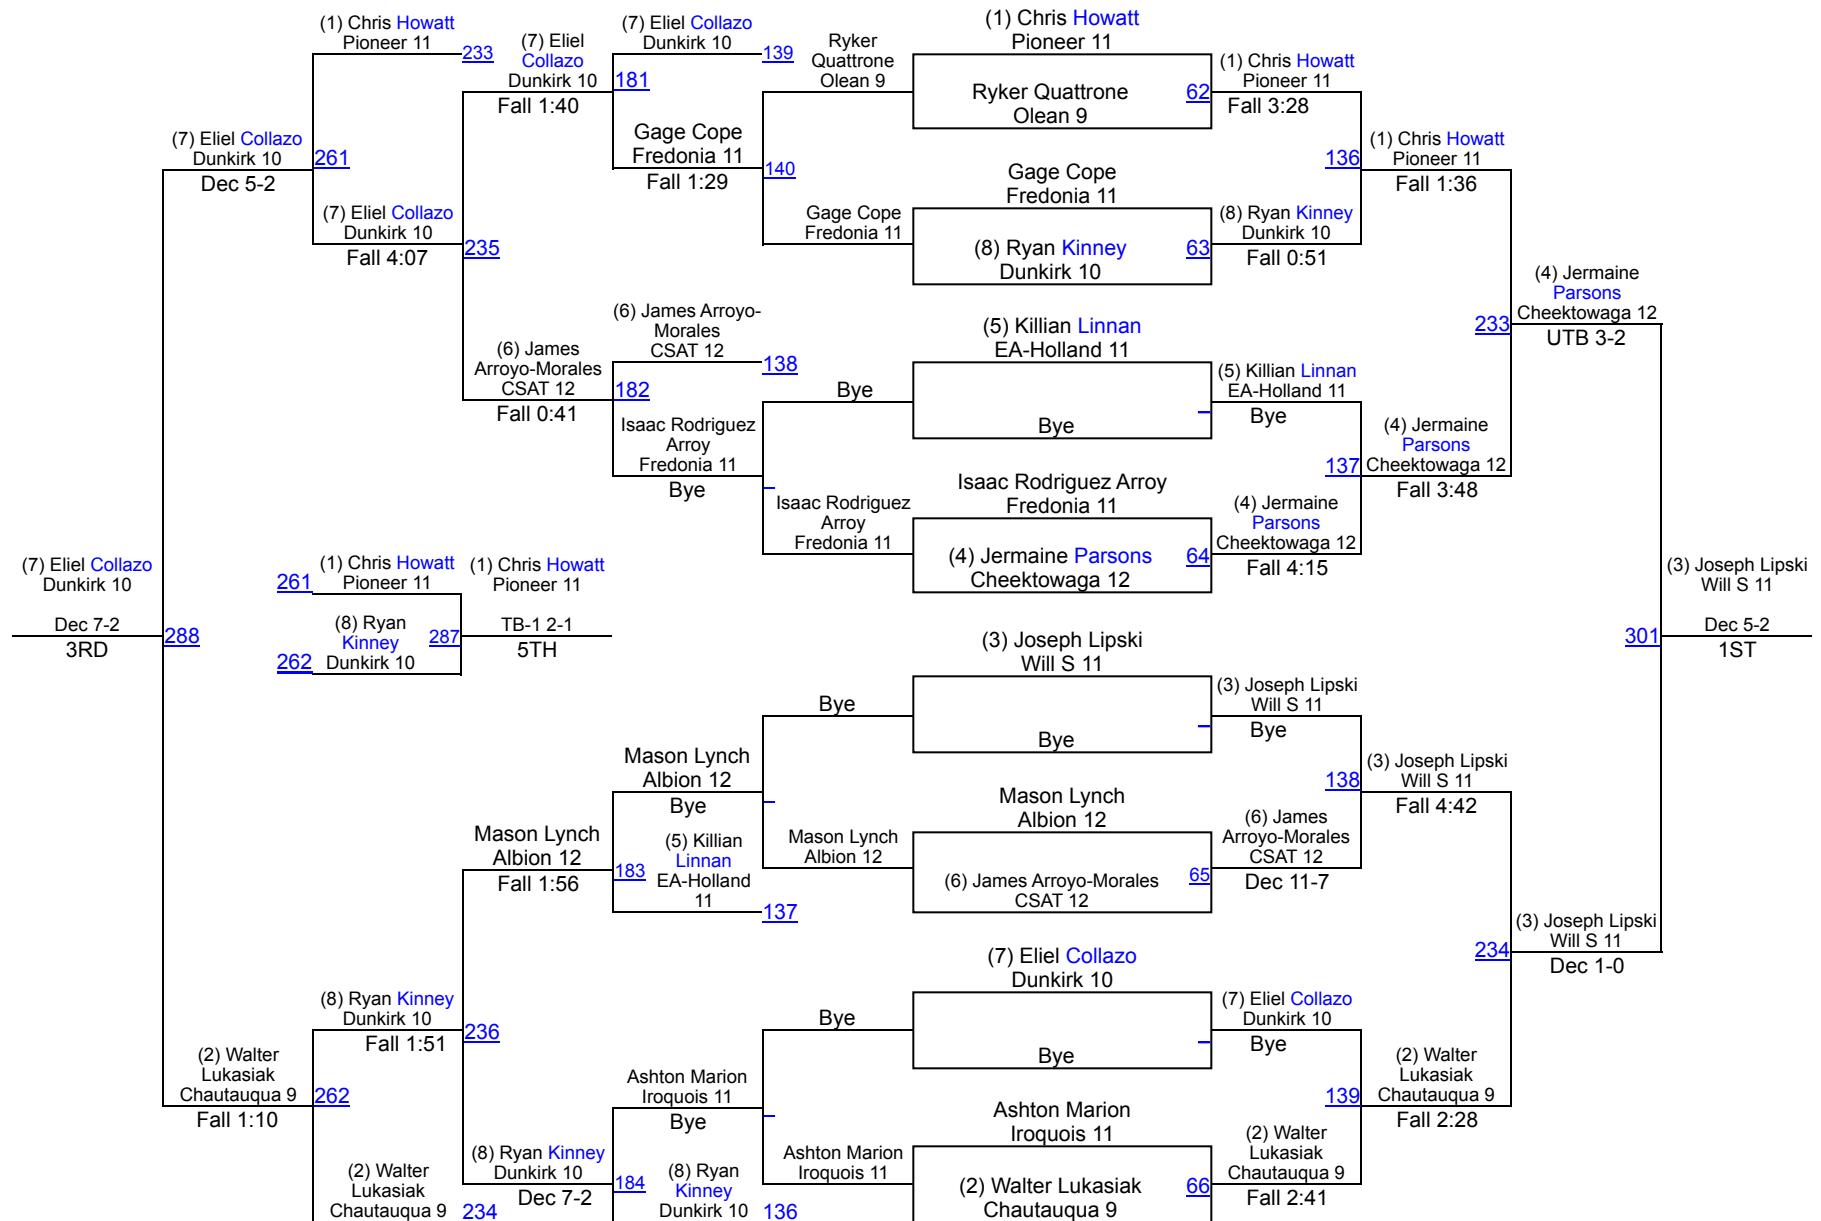 (1) Chris Howatt
Pioneer 11
233
(7) Eliel
Collazo
Dunkirk 10
Fall 1:40
(7) Eliel Collazo
Dunkirk 10
139
181
Ryker
Quattrone
Olean 9
(1) Chris Howatt
Pioneer 11
Ryker Quattrone
Olean 9
62
(1) Chris Howatt
Pioneer 11
Fall 3:28
(7) Eliel Collazo
Dunkirk 10
Dec 5-2
261
Gage Cope
Fredonia 11
Fall 1:29
140
136
(1) Chris Howatt
Pioneer 11
Fall 1:36
(7) Eliel Collazo
Dunkirk 10
Fall 4:07
235
Gage Cope
Fredonia 11
Gage Cope
Fredonia 11
(8) Ryan Kinney
Dunkirk 10
63
(8) Ryan Kinney
Dunkirk 10
Fall 0:51
(4) Jermaine
Parsons
Cheektowaga 12
UTB 3-2
233
(6) James
Arroyo-Morales
CSAT 12
Fall 0:41
(6) James Arroyo-
Morales
CSAT 12
138
182
Bye
(5) Killian Linnan
EA-Holland 11
Bye
(5) Killian Linnan
EA-Holland 11
Bye
Isaac Rodriguez
Arroy
Fredonia 11
Bye
137
(4) Jermaine
Parsons
Cheektowaga 12
Fall 3:48
Isaac Rodriguez
Arroy
Fredonia 11
Isaac Rodriguez Arroy
Fredonia 11
(4) Jermaine Parsons
Cheektowaga 12
64
(4) Jermaine
Parsons
Cheektowaga 12
Fall 4:15
(7) Eliel Collazo
Dunkirk 10
Dec 7-2
3RD
288
261
(1) Chris Howatt
Pioneer 11
(8) Ryan
Kinney
Dunkirk 10
262
287
(1) Chris Howatt
Pioneer 11
TB-1 2-1
5TH
301
(3) Joseph Lipski
Will S 11
Dec 5-2
1ST
Bye
(3) Joseph Lipski
Will S 11
Bye
(3) Joseph Lipski
Will S 11
Bye
Mason Lynch
Albion 12
Bye
138
(3) Joseph Lipski
Will S 11
Fall 4:42
Mason Lynch
Albion 12
Fall 1:56
183
(5) Killian
Linnan
EA-Holland
11
137
Mason Lynch
Albion 12
Mason Lynch
Albion 12
(6) James Arroyo-Morales
CSAT 12
65
(6) James
Arroyo-Morales
CSAT 12
Dec 11-7
234
(3) Joseph Lipski
Will S 11
Dec 1-0
(8) Ryan Kinney
Dunkirk 10
Fall 1:51
236
Bye
(7) Eliel Collazo
Dunkirk 10
Bye
(7) Eliel Collazo
Dunkirk 10
Bye
(2) Walter
Lukasiak
Chautauqua 9
Fall 1:10
262
Ashton Marion
Iroquois 11
Bye
139
(2) Walter
Lukasiak
Chautauqua 9
Fall 2:28
(2) Walter
Lukasiak
Chautauqua 9
234
(8) Ryan Kinney
Dunkirk 10
Dec 7-2
184
(8) Ryan
Kinney
Dunkirk 10
136
Ashton Marion
Iroquois 11
Ashton Marion
Iroquois 11
(2) Walter Lukasiak
Chautauqua 9
66
(2) Walter
Lukasiak
Chautauqua 9
Fall 2:41